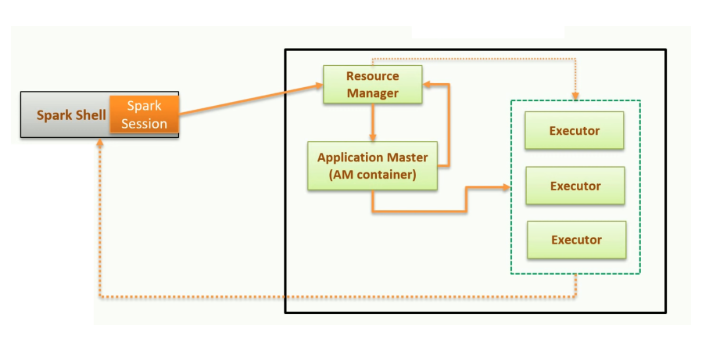 Spark Shell
Spark
Session
Resource
Manager
Application Master
(AM container)
Executor
Executor
Executor